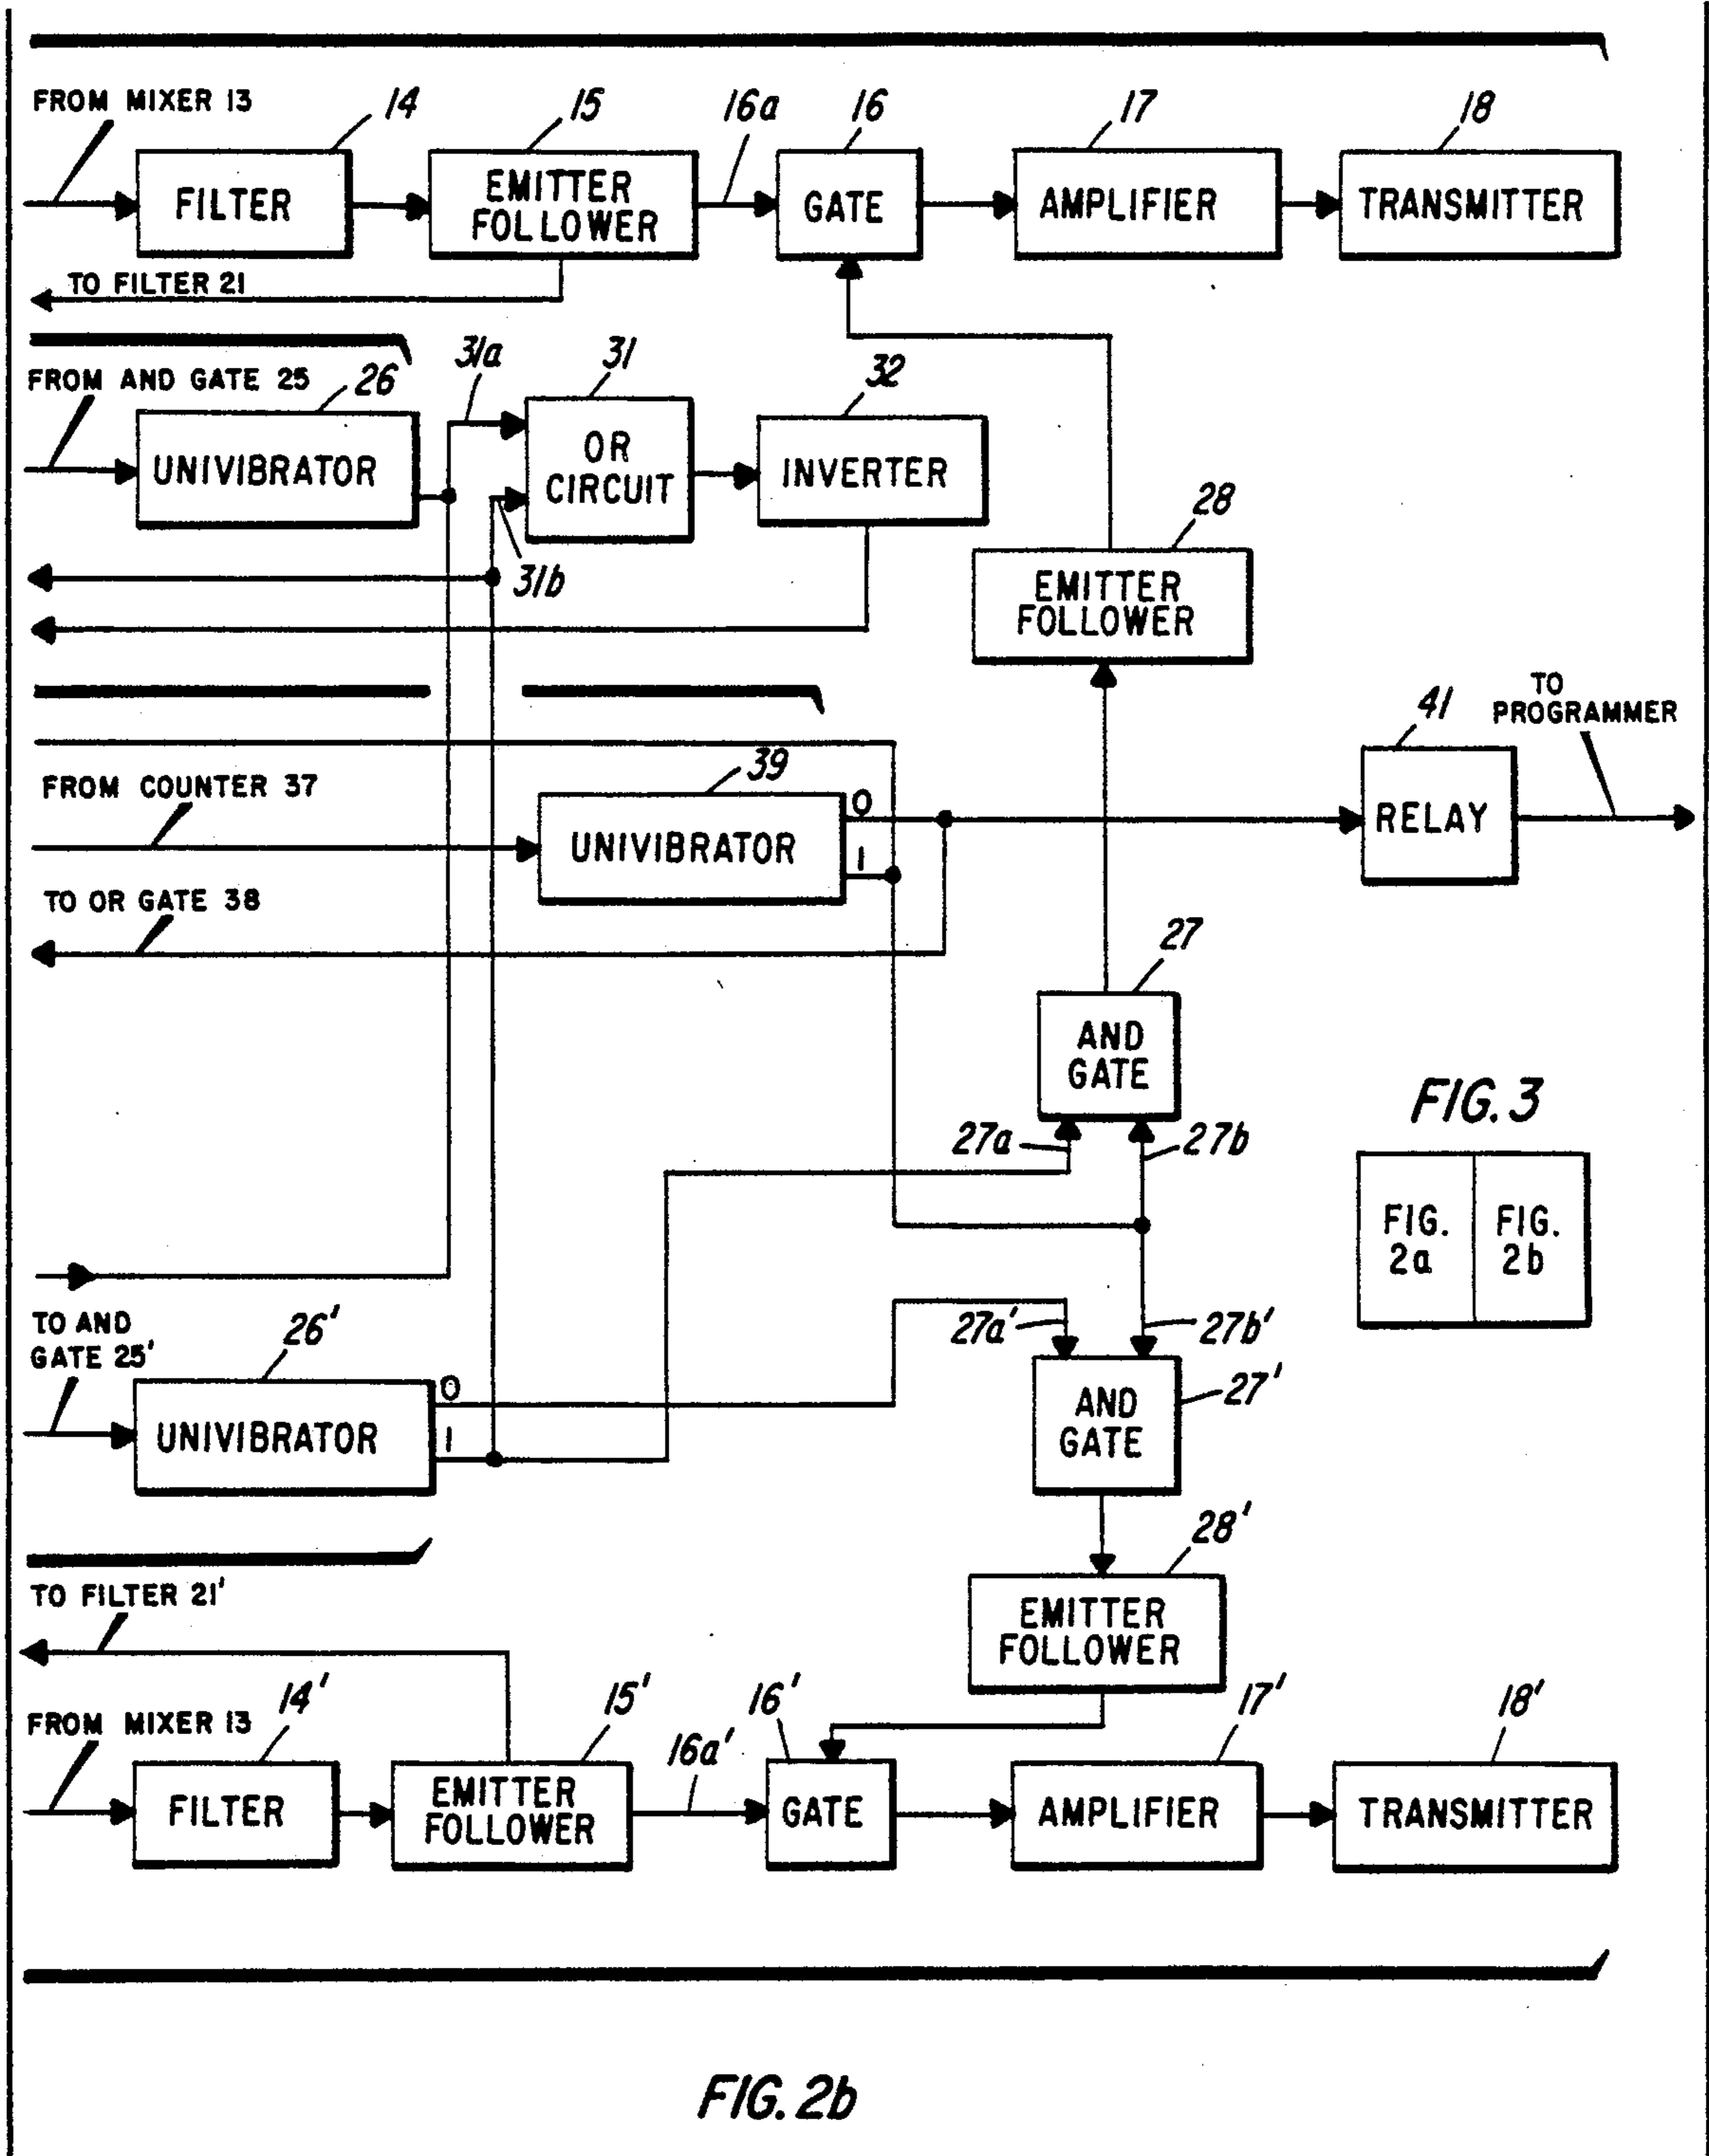 FROM MIXER 13
14
15
16a
16
17
18
FILTER
EMITTER
FOLLOWER
GATE
AMPLIFIER
TRANSMITTER
TO FILTER 21
FROM AND GATE 25
26
31a
31
32
UNIVIBRATOR
OR
CIRCUIT
INVERTER
31b
28
EMITTER
FOLLOWER
FROM COUNTER 37
39
0
1
UNIVIBRATOR
41
TO
PROGRAMMER
RELAY
TO OR GATE 38
27
AND
GATE
27a
27b
FIG. 3
FIG.
2a
FIG.
2b
TO AND
GATE 25'
26'
0
1
UNIVIBRATOR
27a'
27b'
27'
AND
GATE
28'
EMITTER
FOLLOWER
TO FILTER 21'
FROM MIXER 13
14'
15'
16a'
16'
17'
18'
FILTER
EMITTER
FOLLOWER
GATE
AMPLIFIER
TRANSMITTER
FIG. 2b